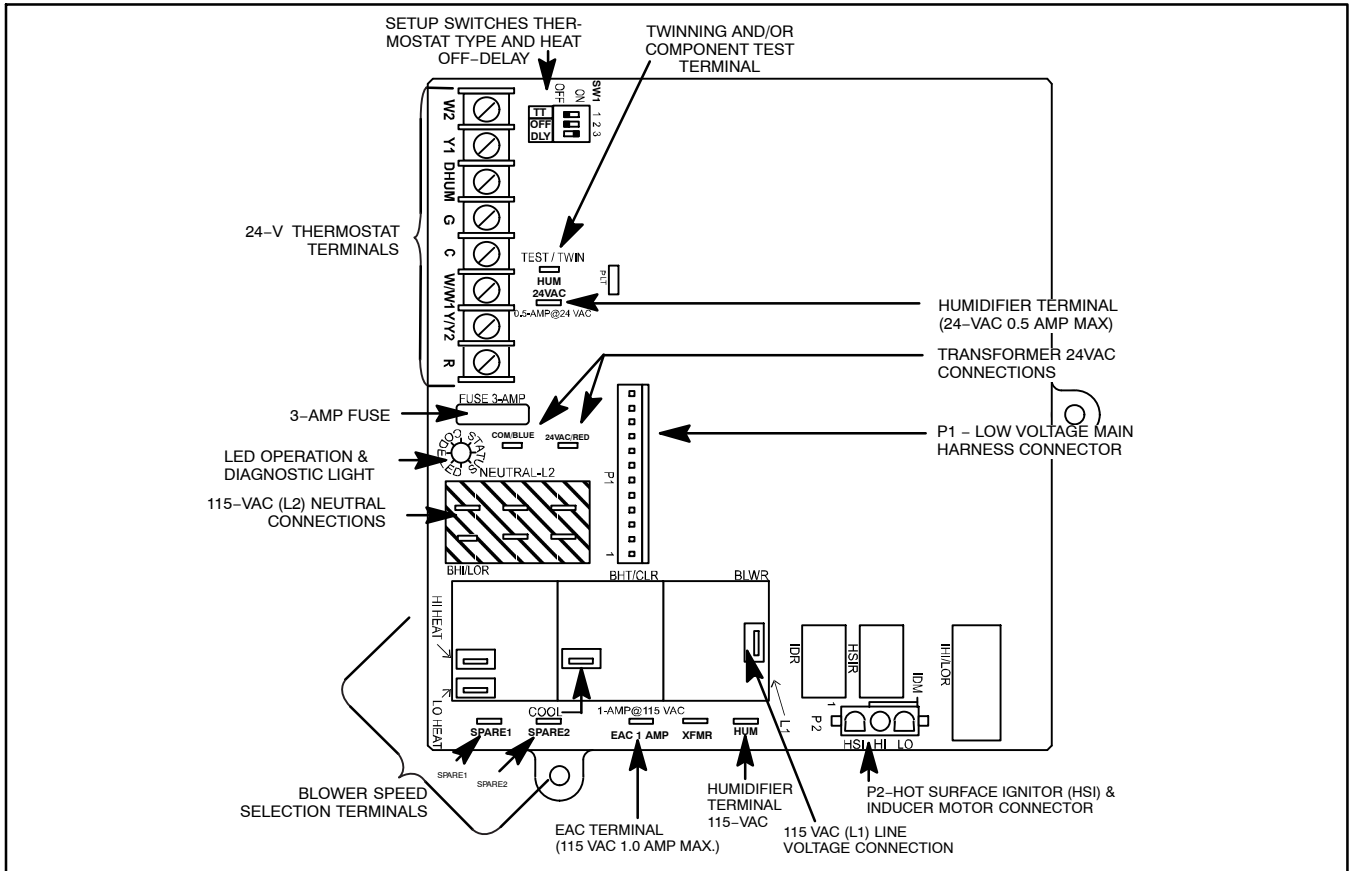 SETUP SWITCHES THER-
MOSTAT TYPE AND HEAT
OFF-DELAY
TWINNING AND/OR
COMPONENT TEST
TERMINAL
SW1
ON
OFF
1 2 3
TT
OFF
DLY
W2
Y1
DHUM
G
C
W/W1
Y/Y2
R
24-V THERMOSTAT
TERMINALS
TEST / TWIN
HUM
24VAC
0.5-AMP@24 VAC
PLT
HUMIDIFIER TERMINAL
(24-VAC 0.5 AMP MAX)
TRANSFORMER 24VAC
CONNECTIONS
FUSE 3-AMP
3-AMP FUSE
COM/BLUE
24VAC/RED
P1 - LOW VOLTAGE MAIN
HARNESS CONNECTOR
STATUS
CODE LED
LED OPERATION &
DIAGNOSTIC LIGHT
NEUTRAL-L2
P1
1
115-VAC (L2) NEUTRAL
CONNECTIONS
BHI/LOR
BHT/CLR
BLWR
HI HEAT
LO HEAT
IDR
HSIR
IHI/LOR
IDM
1
P2
HSI HI LO
COOL
1-AMP@115 VAC
L1
SPARE1
SPARE2
EAC 1 AMP
XFMR
HUM
SPARE1
SPARE2
BLOWER SPEED
SELECTION TERMINALS
HUMIDIFIER
TERMINAL
115-VAC
P2-HOT SURFACE IGNITOR (HSI) &
INDUCER MOTOR CONNECTOR
EAC TERMINAL
(115 VAC 1.0 AMP MAX.)
115 VAC (L1) LINE
VOLTAGE CONNECTION